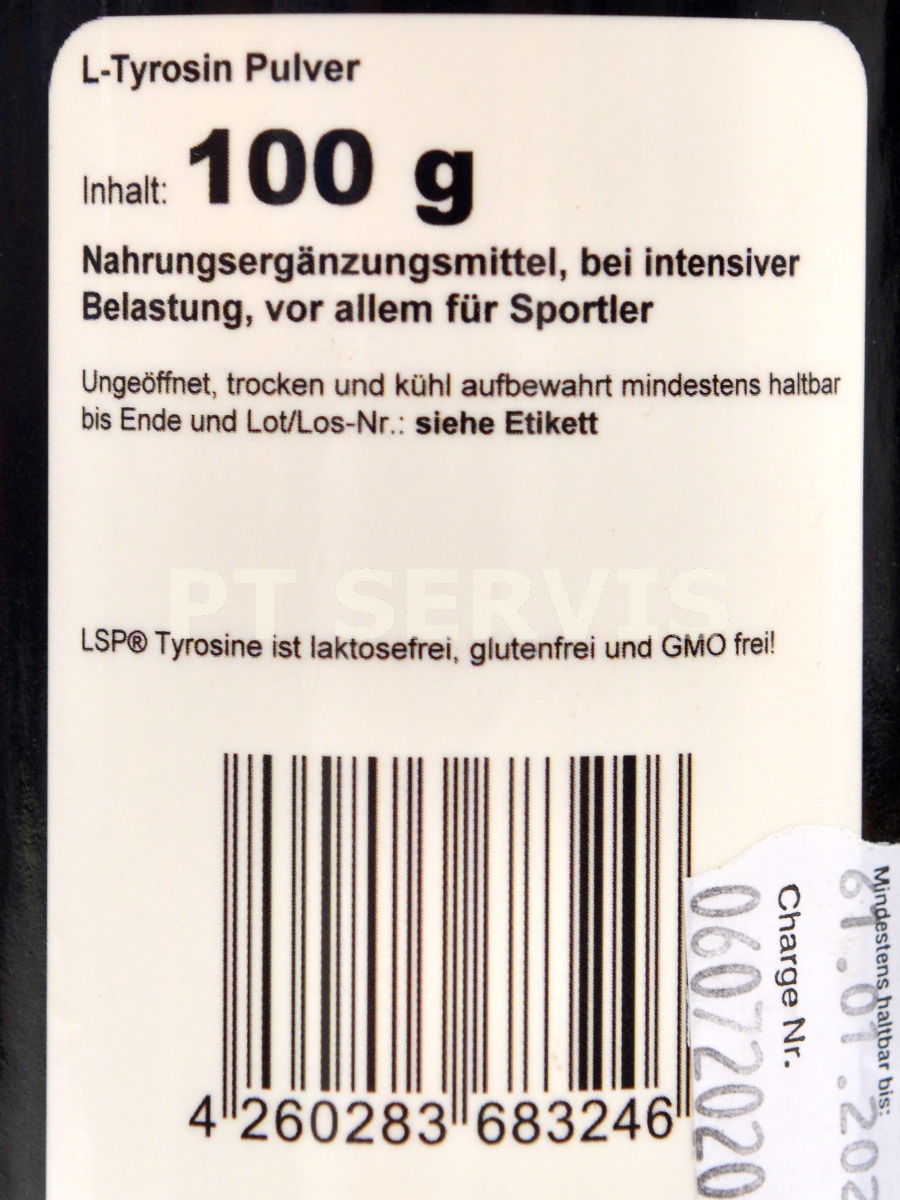 L-Tyrosin Pulver
Inhalt: 100 g
Nahrungsergänzungsmittel, bei intensiver
Belastung, vor allem für Sportler
Ungeöffnet, trocken und kühl aufbewahrt mindestens haltbar
bis Ende und Lot/Los-Nr.: siehe Etikett
PT SERVIS
LSP® Tyrosine ist laktosefrei, glutenfrei und GMO frei!
4 260283 683246
Mindestens haltbar bis:
Charge Nr.
06072020